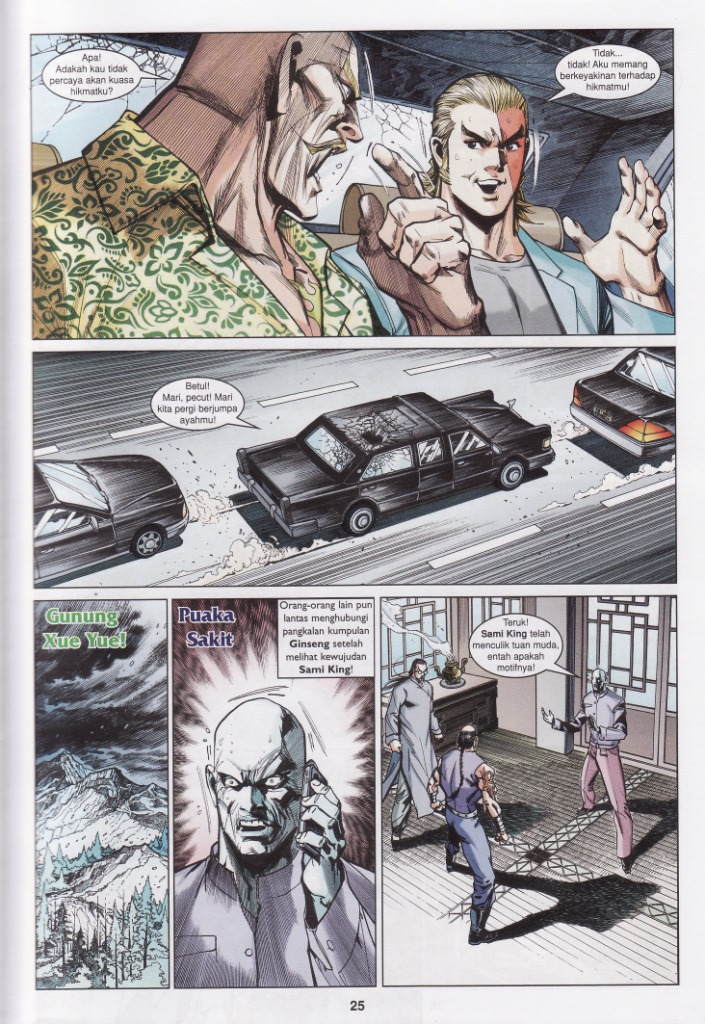 Apa!
Adakah kau tidak
percaya akan kuasa
hikmatku?
Tidak...
tidak! Aku memang
berkeyakinan terhadap
hikmatmu!
Betul!
Mari, pecut! Mari
kita pergi berjumpa
ayahmu!
Gunung
Xue Yue!
Puaka
Sakit
Orang-orang lain pun
lantas menghubungi
pangkalan kumpulan
Ginseng setelah
melihat kewujudan
Sami King!
Teruk!
Sami King telah
menculik tuan muda,
entah apakah
motifnya!
25